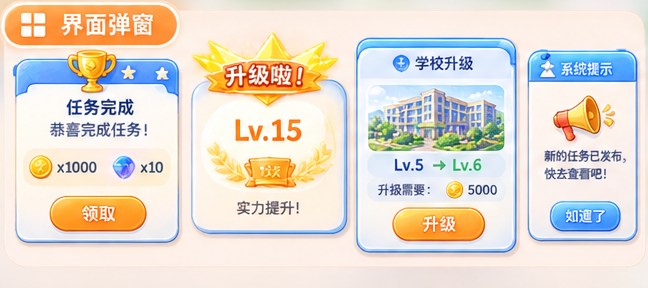 界面弹窗
任务完成
恭喜完成任务！
x1000
x10
领取
升级啦！
Lv.15
实力提升！
学校升级
Lv.5 → Lv.6
升级需要：
5000
升级
系统提示
新的任务已发布，
快去查看吧！